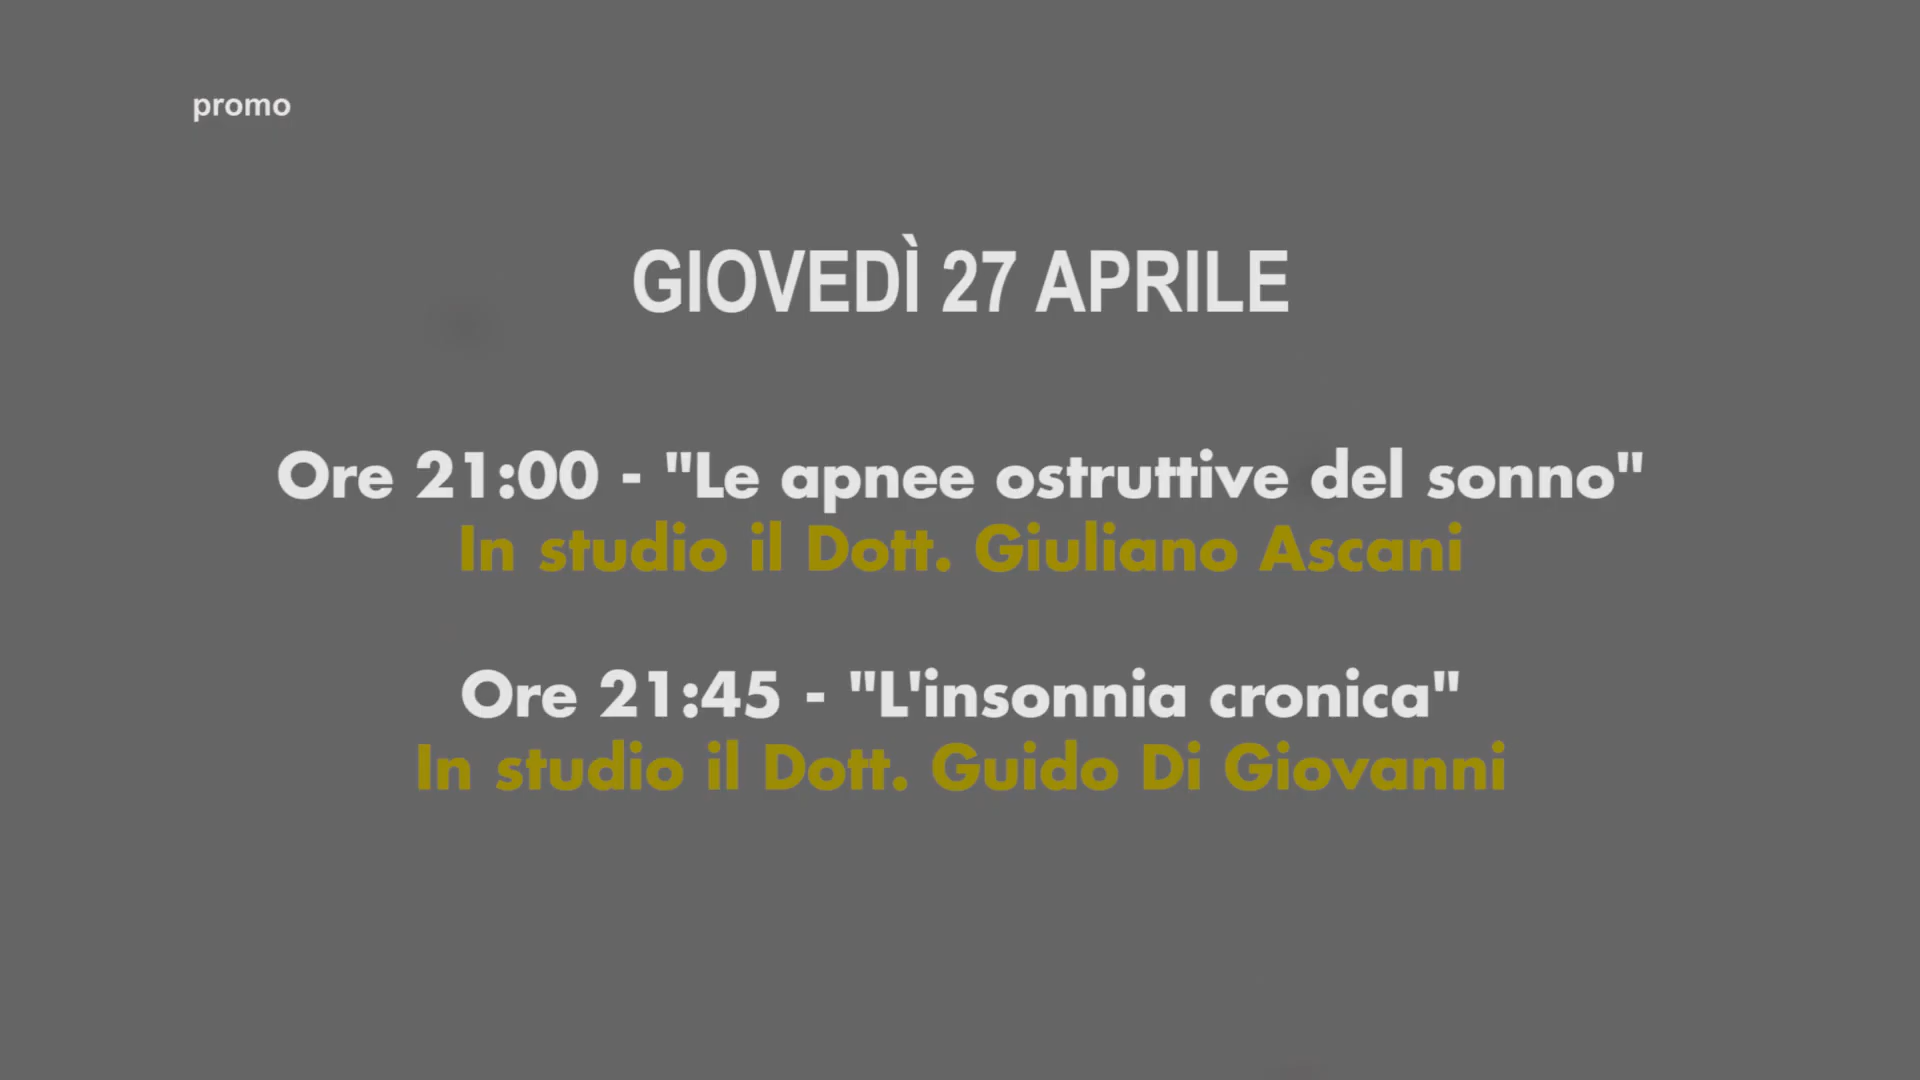 promo
GIOVEDÌ 27 APRILE
Ore 21:00 - "Le apnee ostruttive del sonno"
In studio il Dott. Giuliano Ascani
Ore 21:45 - "L'insonnia cronica"
In studio il Dott. Guido Di Giovanni